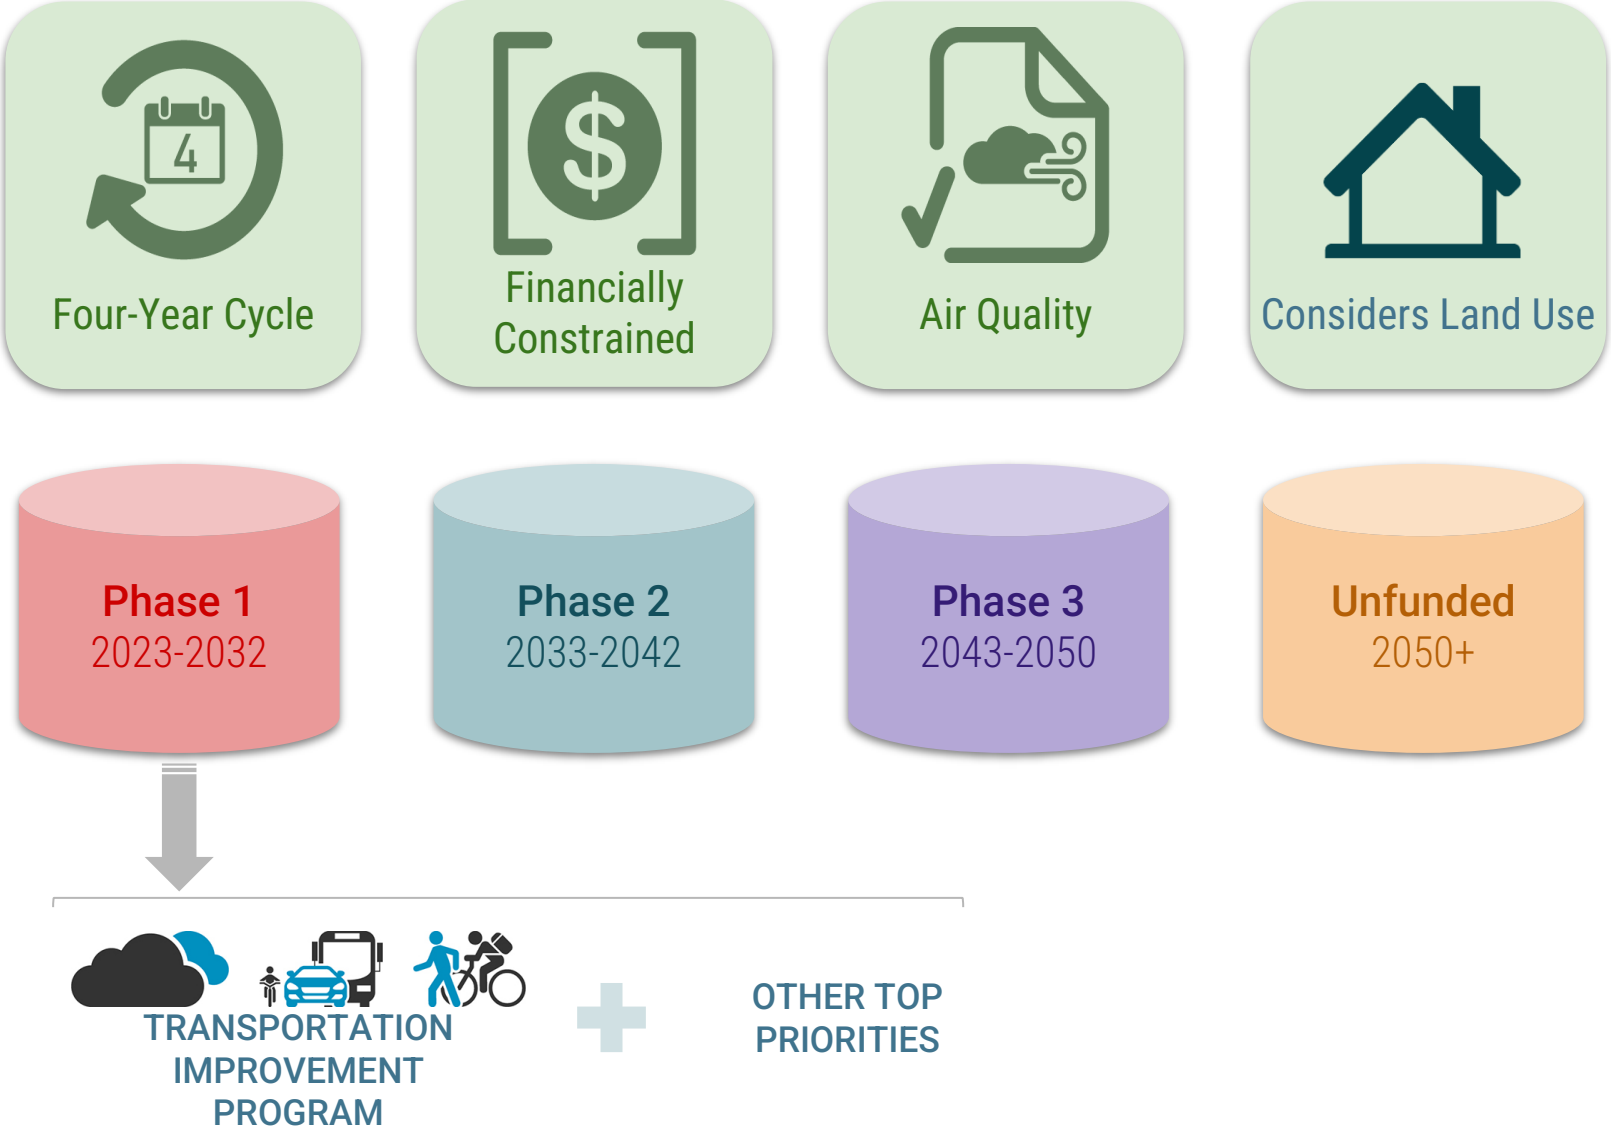 4
Four-Year Cycle
$
Financially
Constrained
Air Quality
Considers Land Use
Phase 1
2023-2032
Phase 2
2033-2042
Phase 3
2043-2050
Unfunded
2050+
TRANSPORTATION
IMPROVEMENT
PROGRAM
OTHER TOP
PRIORITIES